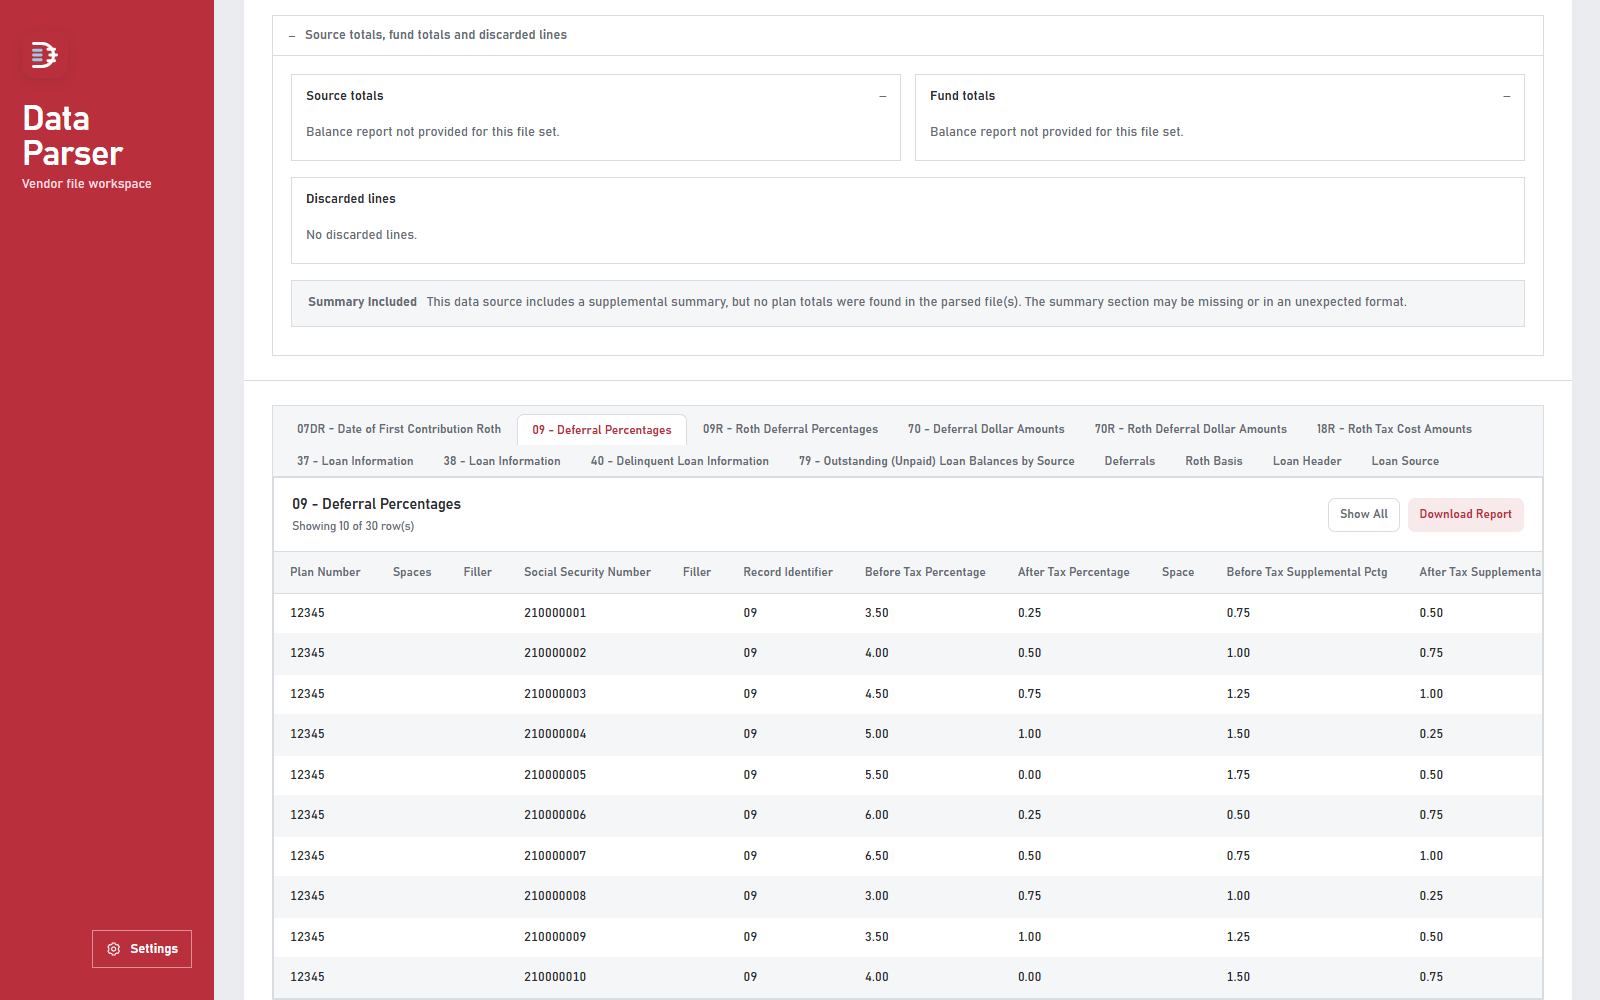 Data
Parser
Vendor file workspace
Settings
– Source totals, fund totals and discarded lines
Source totals –
Balance report not provided for this file set.
Fund totals –
Balance report not provided for this file set.
Discarded lines
No discarded lines.
Summary Included This data source includes a supplemental summary, but no plan totals were found in the parsed file(s). The summary section may be missing or in an unexpected format.
07DR - Date of First Contribution Roth 09 - Deferral Percentages 09R - Roth Deferral Percentages 70 - Deferral Dollar Amounts 70R - Roth Deferral Dollar Amounts 18R - Roth Tax Cost Amounts
37 - Loan Information 38 - Loan Information 40 - Delinquent Loan Information 79 - Outstanding (Unpaid) Loan Balances by Source Deferrals Roth Basis Loan Header Loan Source
09 - Deferral Percentages
Showing 10 of 30 row(s)
Show All Download Report
Plan Number Spaces Filler Social Security Number Filler Record Identifier Before Tax Percentage After Tax Percentage Space Before Tax Supplemental Pctg After Tax Supplementa
12345 210000001 09 3.50 0.25 0.75 0.50
12345 210000002 09 4.00 0.50 1.00 0.75
12345 210000003 09 4.50 0.75 1.25 1.00
12345 210000004 09 5.00 1.00 1.50 0.25
12345 210000005 09 5.50 0.00 1.75 0.50
12345 210000006 09 6.00 0.25 0.50 0.75
12345 210000007 09 6.50 0.50 0.75 1.00
12345 210000008 09 3.00 0.75 1.00 0.25
12345 210000009 09 3.50 1.00 1.25 0.50
12345 210000010 09 4.00 0.00 1.50 0.75